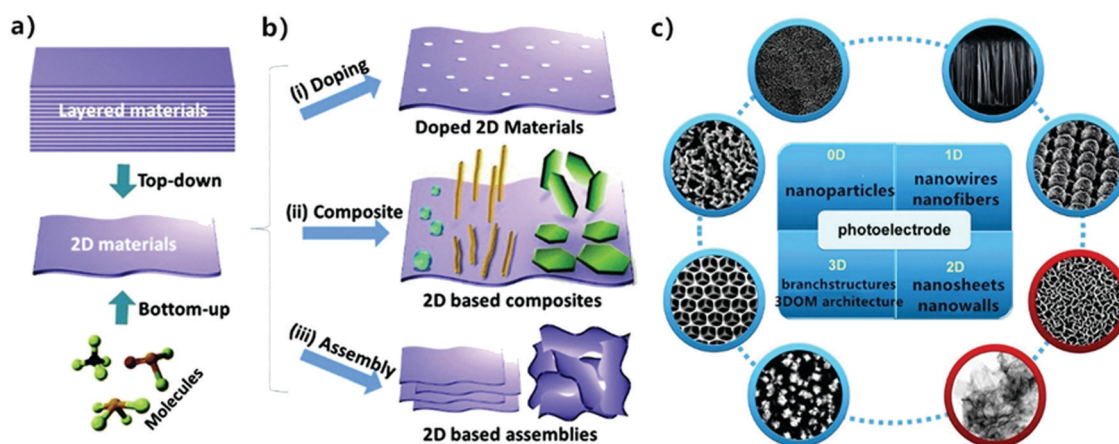 a)
Layered materials
Top-down
2D materials
Bottom-up
Molecules
b)
(i) Doping
Doped 2D Materials
(ii) Composite
2D based composites
(iii) Assembly
2D based assemblies
c)
0D
nanoparticles
1D
nanowires
nanofibers
photoelectrode
3D
branchstructures
3DOM architecture
2D
nanosheets
nanowalls